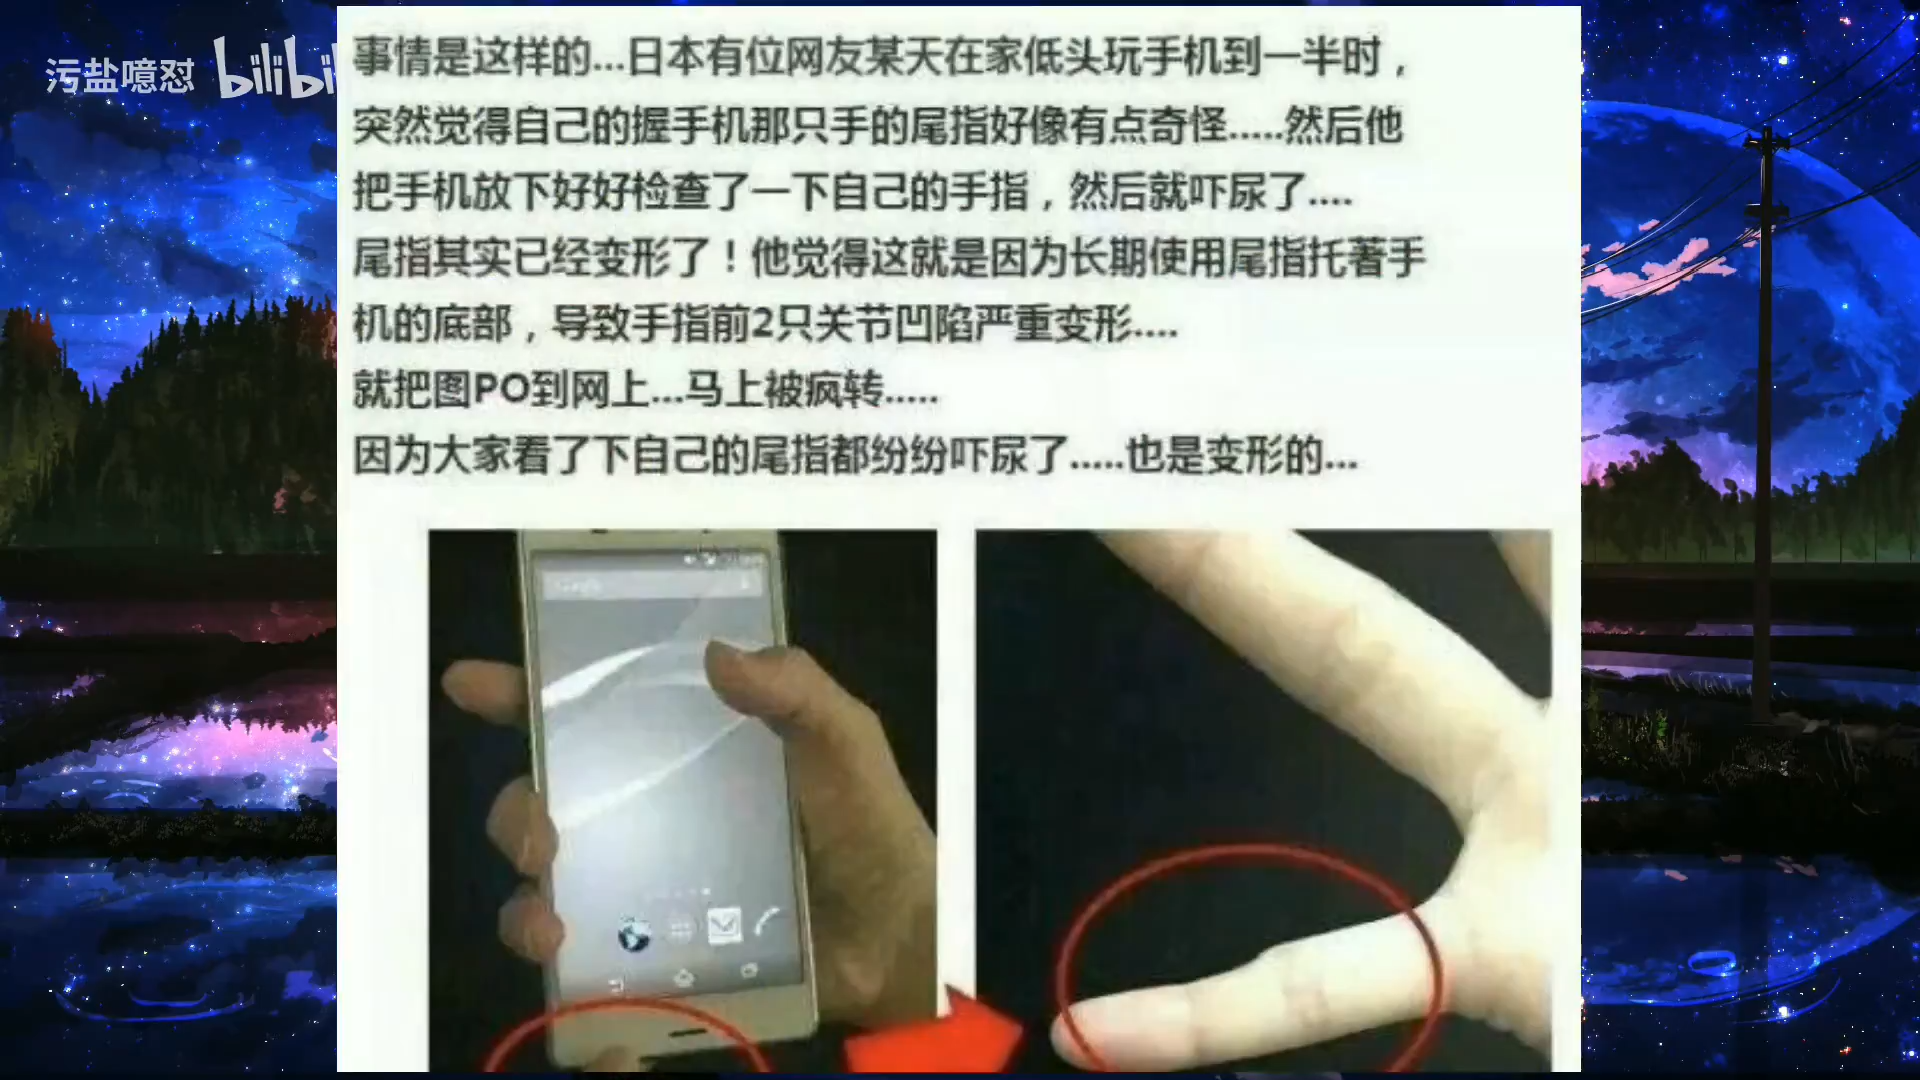 污盐噫怼 bilibi
事情是这样的...日本有位网友某天在家低头玩手机到一半时，
突然觉得自己的握手机那只手的尾指好像有点奇怪.....然后他
把手机放下好好检查了一下自己的手指，然后就吓尿了....
尾指其实已经变形了！他觉得这就是因为长期使用尾指托著手
机的底部，导致手指前2只关节凹陷严重变形....
就把图PO到网上...马上被疯转.....
因为大家看了下自己的尾指都纷纷吓尿了.....也是变形的...